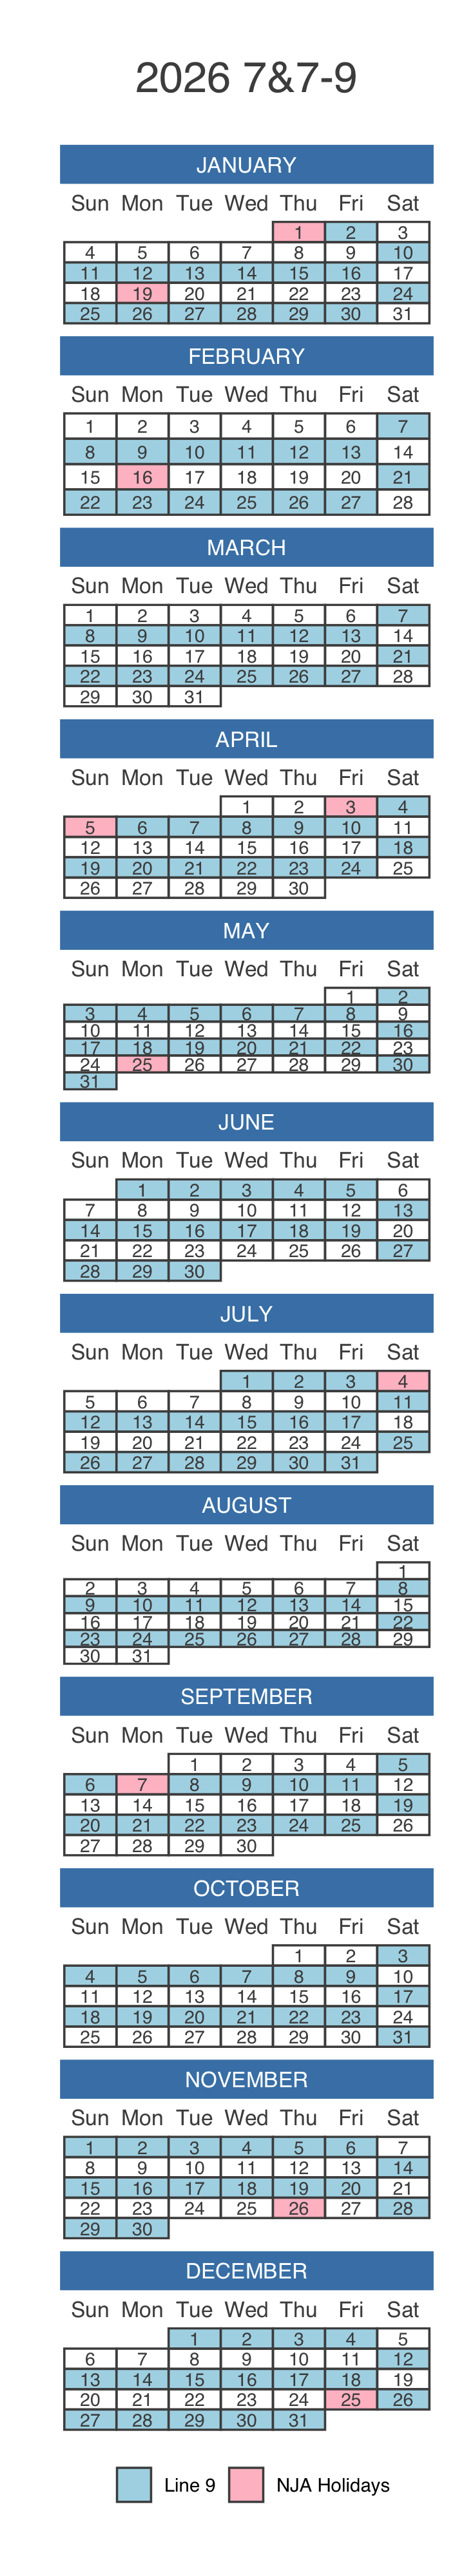 2026 7&7-9
JANUARY
Sun Mon Tue Wed Thu Fri Sat
1 2 3
4 5 6 7 8 9 10
11 12 13 14 15 16 17
18 19 20 21 22 23 24
25 26 27 28 29 30 31
FEBRUARY
Sun Mon Tue Wed Thu Fri Sat
1 2 3 4 5 6 7
8 9 10 11 12 13 14
15 16 17 18 19 20 21
22 23 24 25 26 27 28
MARCH
Sun Mon Tue Wed Thu Fri Sat
1 2 3 4 5 6 7
8 9 10 11 12 13 14
15 16 17 18 19 20 21
22 23 24 25 26 27 28
29 30 31
APRIL
Sun Mon Tue Wed Thu Fri Sat
1 2 3 4
5 6 7 8 9 10 11
12 13 14 15 16 17 18
19 20 21 22 23 24 25
26 27 28 29 30
MAY
Sun Mon Tue Wed Thu Fri Sat
1 2
3 4 5 6 7 8 9
10 11 12 13 14 15 16
17 18 19 20 21 22 23
24 25 26 27 28 29 30
31
JUNE
Sun Mon Tue Wed Thu Fri Sat
1 2 3 4 5 6
7 8 9 10 11 12 13
14 15 16 17 18 19 20
21 22 23 24 25 26 27
28 29 30
JULY
Sun Mon Tue Wed Thu Fri Sat
1 2 3 4
5 6 7 8 9 10 11
12 13 14 15 16 17 18
19 20 21 22 23 24 25
26 27 28 29 30 31
AUGUST
Sun Mon Tue Wed Thu Fri Sat
1
2 3 4 5 6 7 8
9 10 11 12 13 14 15
16 17 18 19 20 21 22
23 24 25 26 27 28 29
30 31
SEPTEMBER
Sun Mon Tue Wed Thu Fri Sat
1 2 3 4 5
6 7 8 9 10 11 12
13 14 15 16 17 18 19
20 21 22 23 24 25 26
27 28 29 30
OCTOBER
Sun Mon Tue Wed Thu Fri Sat
1 2 3
4 5 6 7 8 9 10
11 12 13 14 15 16 17
18 19 20 21 22 23 24
25 26 27 28 29 30 31
NOVEMBER
Sun Mon Tue Wed Thu Fri Sat
1 2 3 4 5 6 7
8 9 10 11 12 13 14
15 16 17 18 19 20 21
22 23 24 25 26 27 28
29 30
DECEMBER
Sun Mon Tue Wed Thu Fri Sat
1 2 3 4 5
6 7 8 9 10 11 12
13 14 15 16 17 18 19
20 21 22 23 24 25 26
27 28 29 30 31
Line 9 NJA Holidays